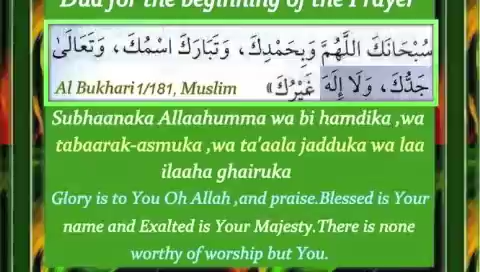 Dua for the beginning of the Prayer
سُبْحَانَكَ اللَّهُمَّ وَبِحَمْدِكَ، وَتَبَارَكَ اسْمُكَ، وَتَعَالَى
جَدُّكَ، وَلَا إِلَهَ غَيْرُكَ» Al Bukhari 1/181, Muslim
Subhaanaka Allaahumma wa bi hamdika ,wa
tabaarak-asmuka ,wa ta'aala jadduka wa laa
ilaaha ghairuka
Glory is to You Oh Allah ,and praise.Blessed is Your
name and Exalted is Your Majesty.There is none
worthy of worship but You.